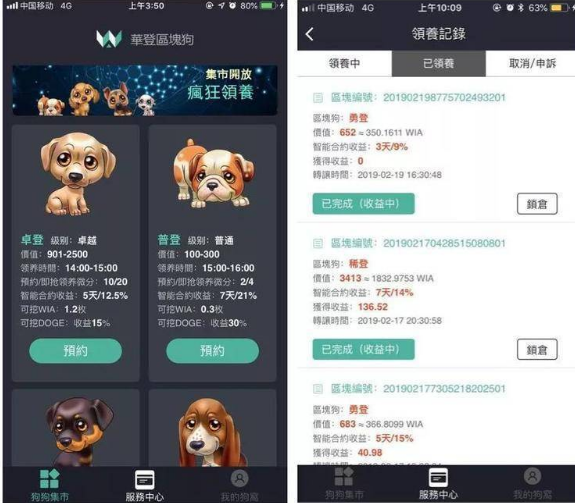 中国移动 4G 上午3:50 80%
華登區塊狗
集市開放
瘋狂領養
卓登 级别：卓越
價值：901-2500
领养時間：14:00-15:00
預約/即抢领养微分：10/20
智能合約收益：5天/12.5%
可挖WIA：1.2枚
可挖DOGE：收益15%
預約
普登 级别：普通
價值：100-300
领养時間：15:00-16:00
預約/即抢领养微分：2/4
智能合約收益：7天/21%
可挖WIA：0.3枚
可挖DOGE：收益30%
預約
狗狗集市
服務中心
我的狗窩
中国移动 4G 上午10:09 63%
領養記錄
領養中
已領養
取消/申訴
區塊編號：201902198775702493201
區塊狗：勇登
價值：652 ≈ 350.1611 WIA
智能合約收益：3天/9%
獲得收益：0
轉讓時間：2019-02-19 16:30:48
已完成（收益中）
鎖倉
區塊編號：201902170428515080801
區塊狗：稀登
價值：3413 ≈ 1832.9753 WIA
智能合約收益：7天/14%
獲得收益：136.52
轉讓時間：2019-02-17 20:30:58
已完成（收益中）
鎖倉
區塊編號：201902177305218202501
區塊狗：勇登
價值：683 ≈ 366.8099 WIA
智能合約收益：5天/15%
獲得收益：40.98
狗狗集市
服務中心
我的狗窩